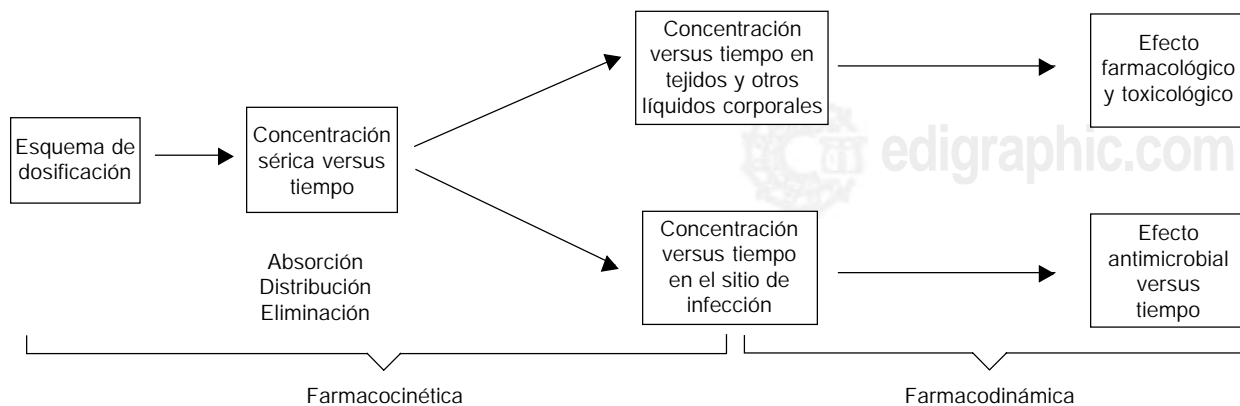 Esquema de
dosificación
Concentración
sérica versus
tiempo
Absorción
Distribución
Eliminación
Concentración
versus tiempo en
tejidos y otros
líquidos corporales
Efecto
farmacológico
y toxicológico
edigraphic.com
Concentración
versus tiempo
en el sitio de
infección
Efecto
antimicrobial
versus
tiempo
Farmacocinética
Farmacodinámica